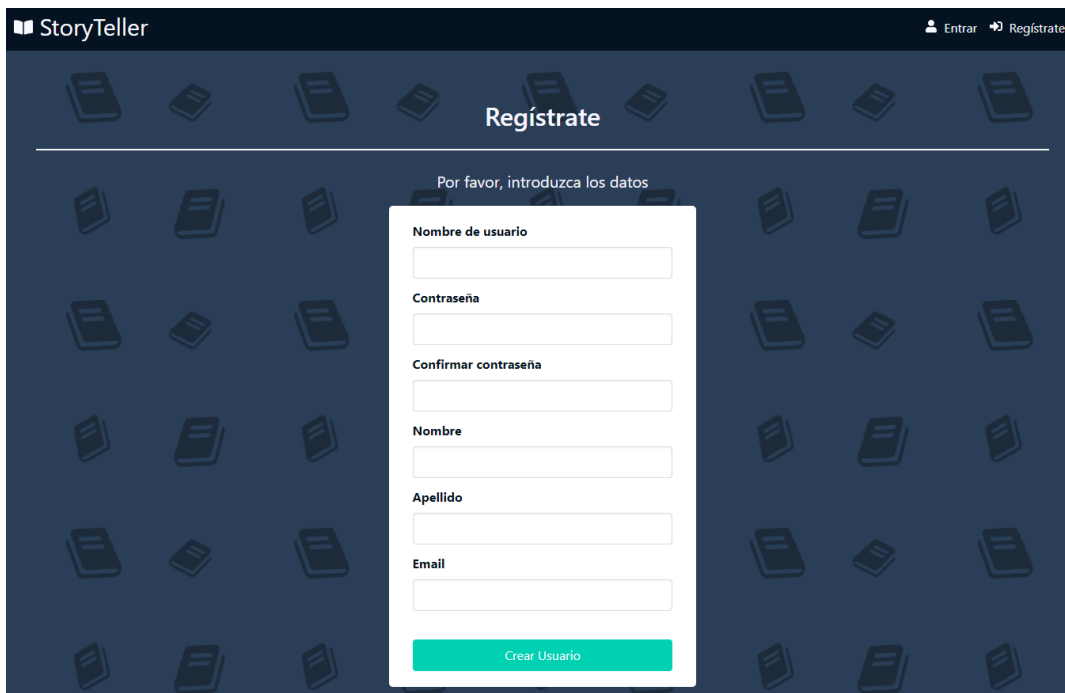 StoryTeller
Entrar Regístrate
Regístrate
Por favor, introduzca los datos
Nombre de usuario
Contraseña
Confirmar contraseña
Nombre
Apellido
Email
Crear Usuario